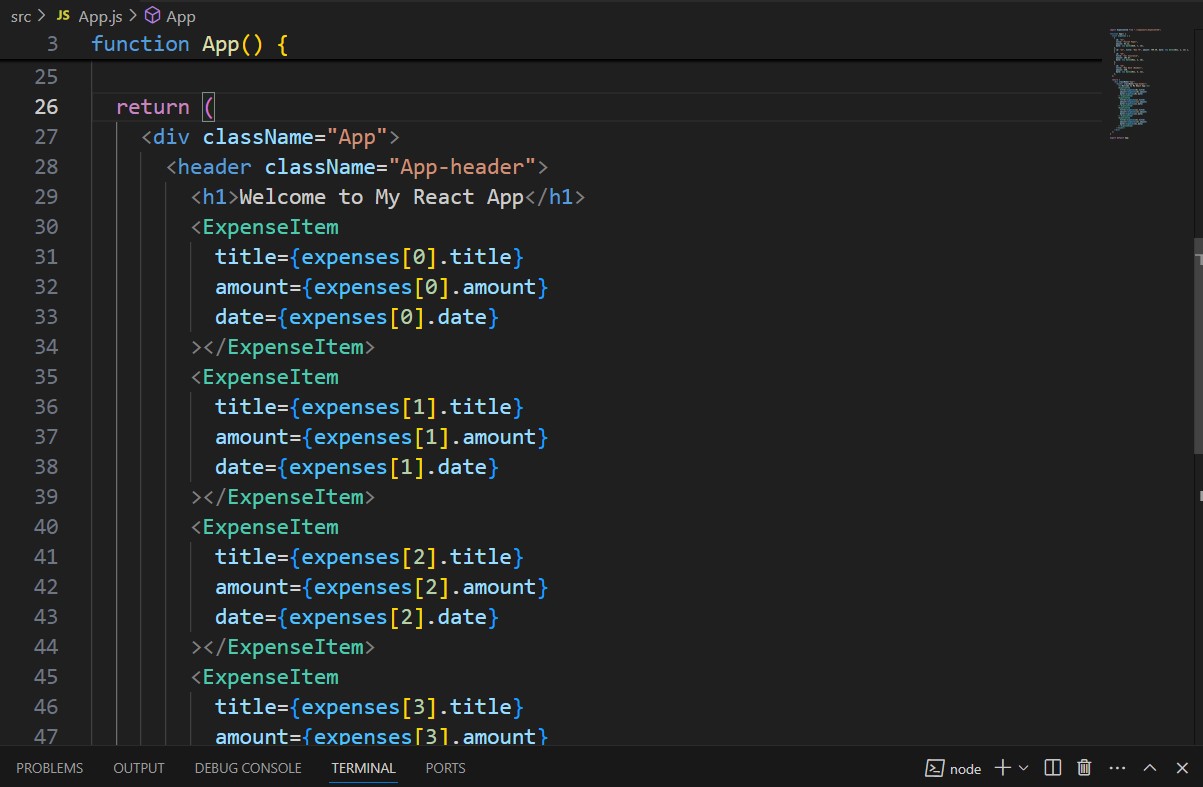 src > JS App.js > App
3 function App() {
25
26 return (
27 <div className="App">
28 <header className="App-header">
29 <h1>Welcome to My React App</h1>
30 <ExpenseItem
31 title={expenses[0].title}
32 amount={expenses[0].amount}
33 date={expenses[0].date}
34 ></ExpenseItem>
35 <ExpenseItem
36 title={expenses[1].title}
37 amount={expenses[1].amount}
38 date={expenses[1].date}
39 ></ExpenseItem>
40 <ExpenseItem
41 title={expenses[2].title}
42 amount={expenses[2].amount}
43 date={expenses[2].date}
44 ></ExpenseItem>
45 <ExpenseItem
46 title={expenses[3].title}
47 amount={expenses[3].amount}
PROBLEMS OUTPUT DEBUG CONSOLE TERMINAL PORTS node